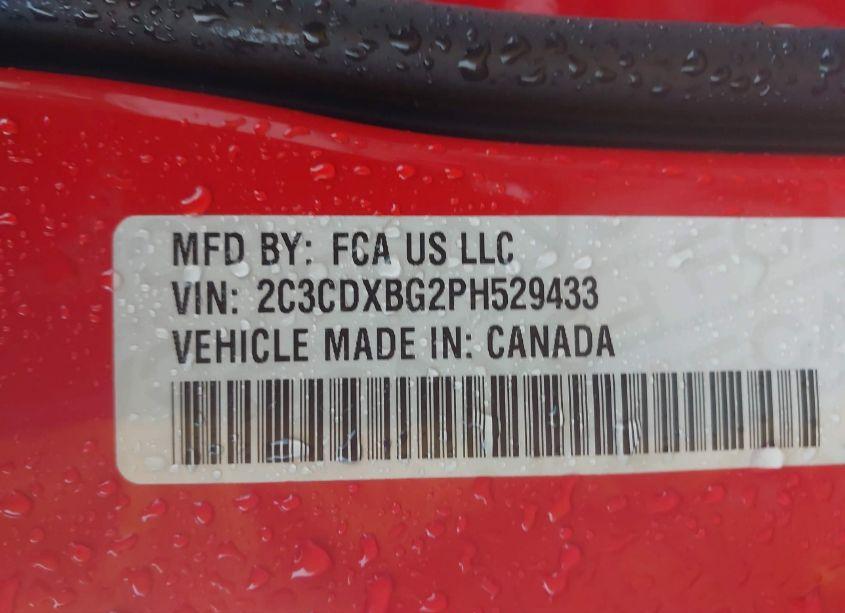 MFD BY: FCA US LLC
VIN: 2C3CDXBG2PH529433
VEHICLE MADE IN: CANADA